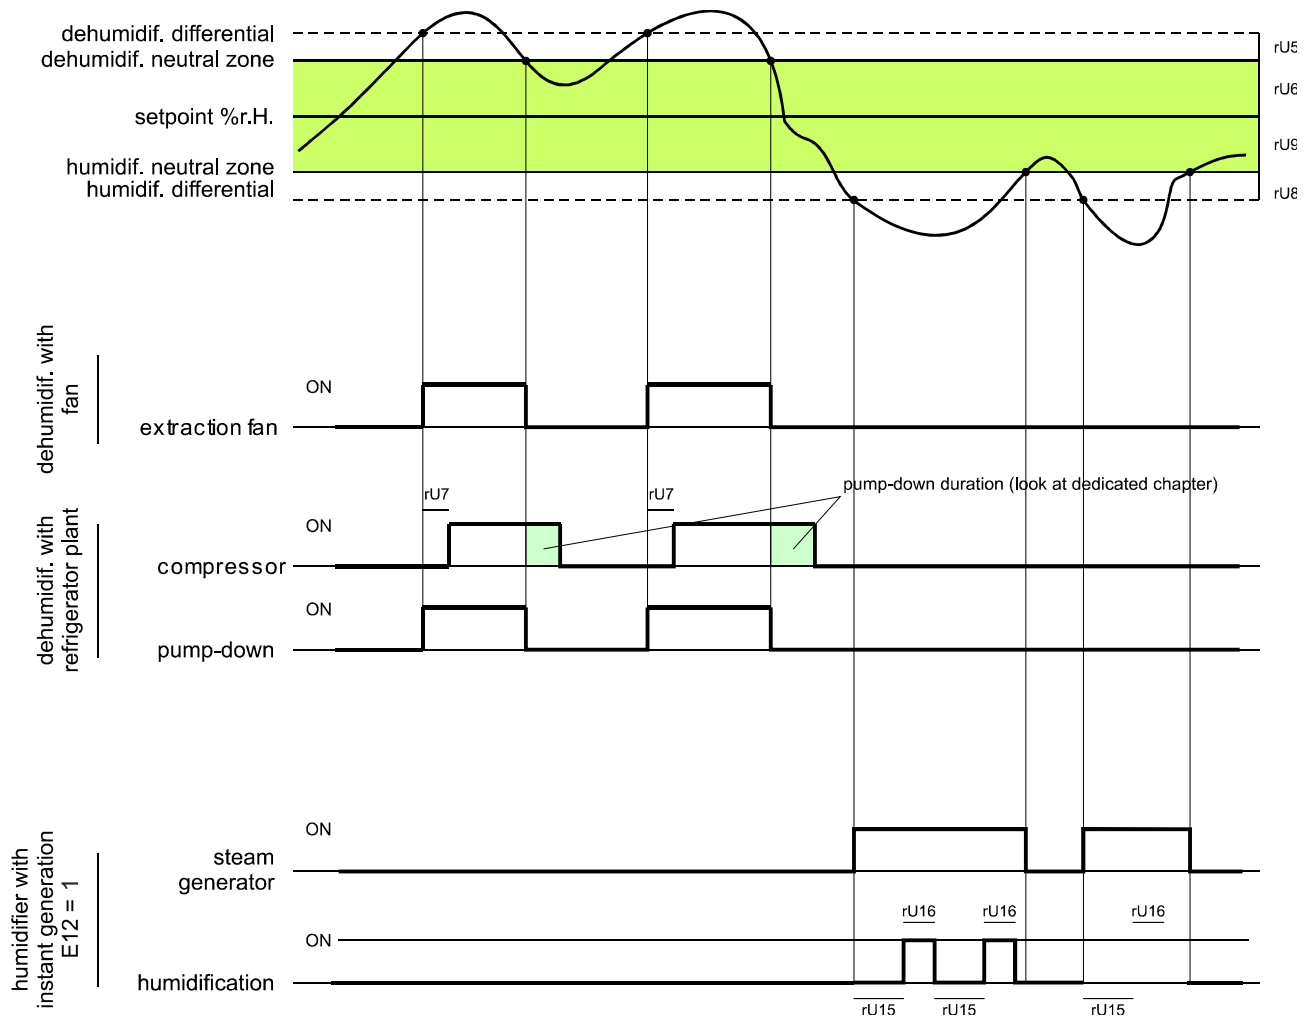 dehumidif. differential
dehumidif. neutral zone
setpoint %r.H.
humidif. neutral zone
humidif. differential
rU5
rU6
rU9
rU8
dehumidif. with
fan
ON
extraction fan
dehumidif. with
refrigerator plant
rU7
rU7
pump-down duration (look at dedicated chapter)
ON
compressor
ON
pump-down
humidifier with
instant generation
E12 = 1
ON
steam
generator
rU16
rU16
rU16
ON
humidification
rU15
rU15
rU15